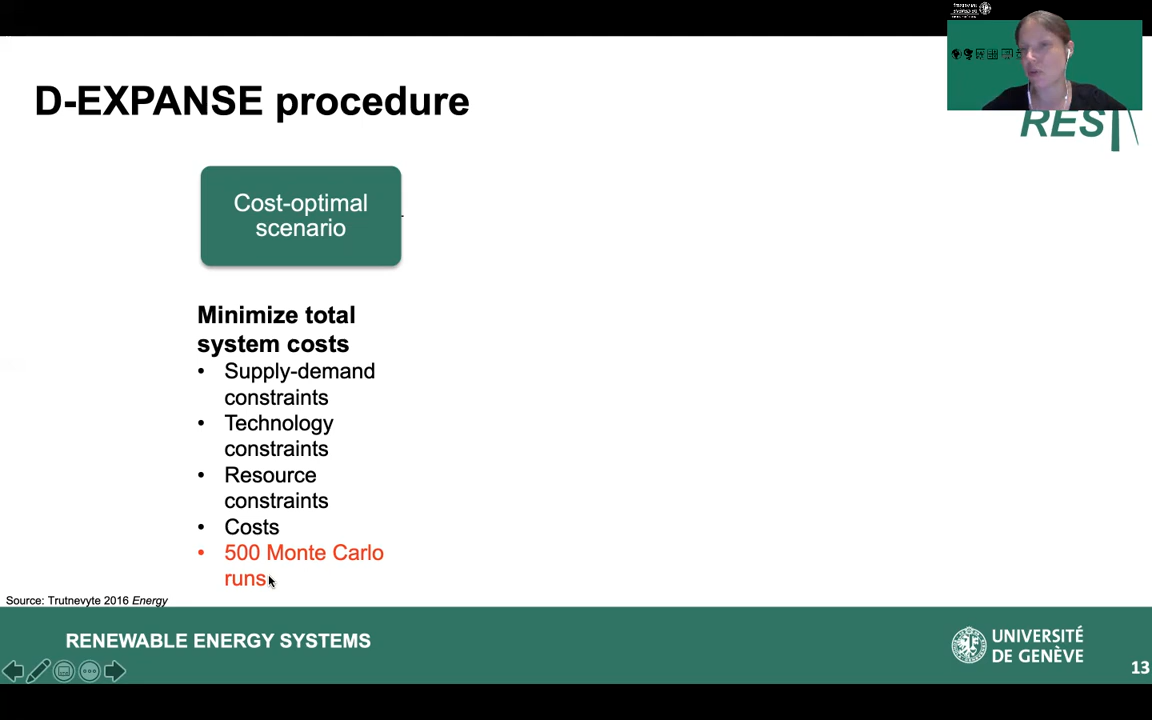 D-EXPANSE procedure
REST
Cost-optimal
scenario
Minimize total
system costs
• Supply-demand
constraints
• Technology
constraints
• Resource
constraints
• Costs
• 500 Monte Carlo
runs
Source: Trutnevyte 2016 Energy
RENEWABLE ENERGY SYSTEMS
UNIVERSITÉ
DE GENÈVE
13